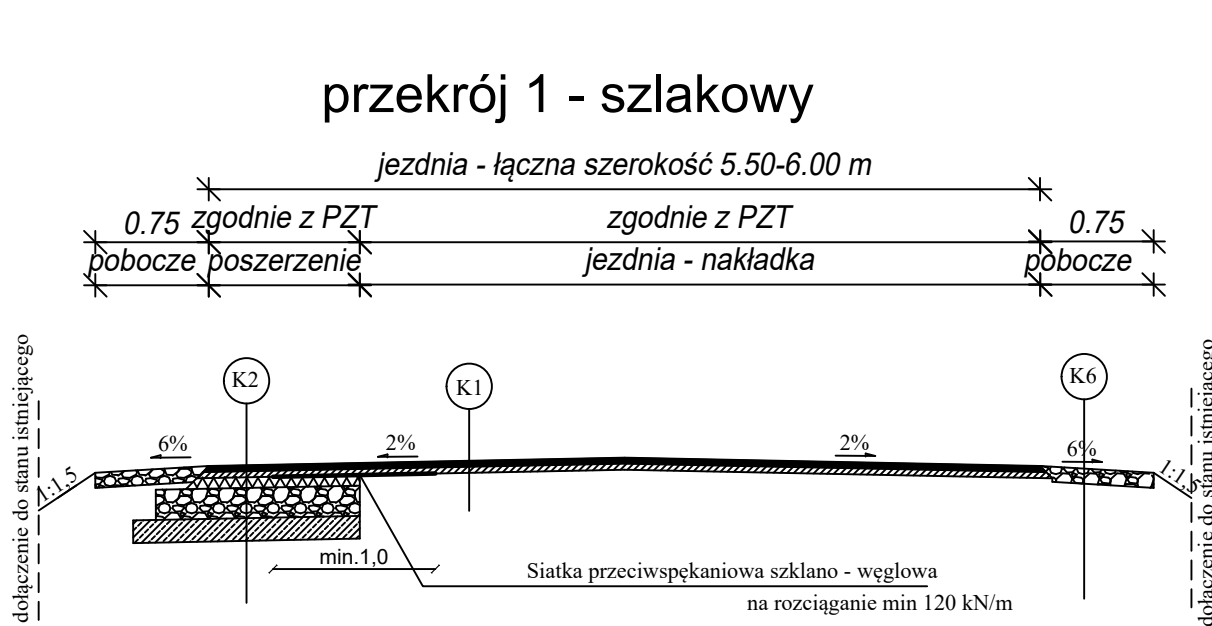 przekrój 1 - szlakowy
jezdnia - łączna szerokość 5.50-6.00 m
0.75 zgodnie z PZT zgodnie z PZT 0.75
pobocze poszerzenie jezdnia - nakładka pobocze
K2 K1 K6
dołączenie do stanu istniejącego
1:1,5
6%
2%
2%
6%
1:1,5
dołączenie do stanu istniejącego
min.1,0
Siatka przeciwspękaniowa szklano - węglowa
na rozciąganie min 120 kN/m